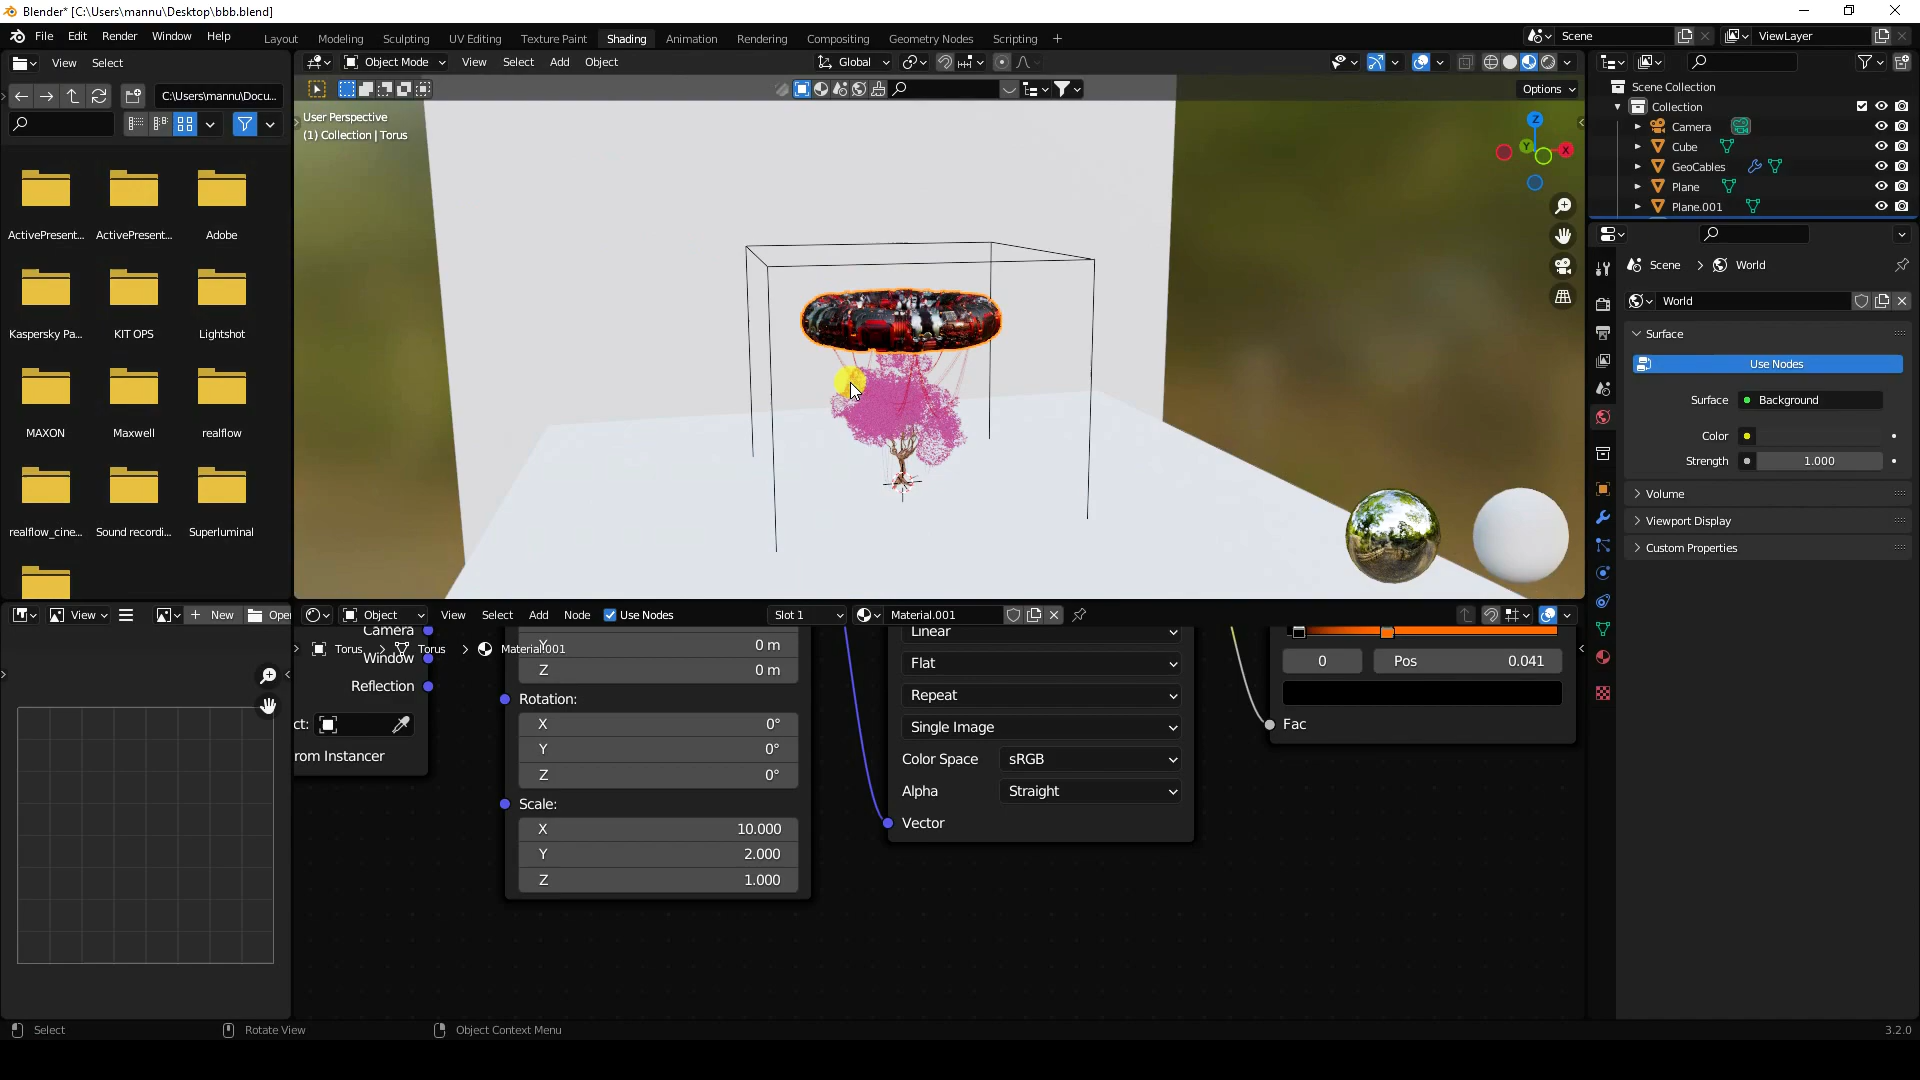 Blender* [C:\Users\mannu\Desktop\bbb.blend]
File Edit Render Window Help
Layout Modeling Sculpting UV Editing Texture Paint Shading Animation Rendering Compositing Geometry Nodes Scripting +
Scene
ViewLayer
View Select
Object Mode View Select Add Object
Global
C:\Users\mannu\Docu...
Options
User Perspective
(1) Collection | Torus
Z
Y
X
Scene Collection
Collection
Camera
Cube
GeoCables
Plane
Plane.001
ActivePresent...
ActivePresent...
Adobe
Kaspersky Pa...
KIT OPS
Lightshot
MAXON
Maxwell
realflow
realflow_cine...
Sound recordi...
Superluminal
Scene > World
World
Surface
Use Nodes
Surface Background
Color
Strength 1.000
Volume
Viewport Display
Custom Properties
View
New
Ope
Object View Select Add Node Use Nodes
Slot 1
Material.001
Camera
Window
Reflection
ct:
rom Instancer
Torus > Torus > Material.001
Y 0 m
Z 0 m
Rotation:
X 0°
Y 0°
Z 0°
Scale:
X 10.000
Y 2.000
Z 1.000
Linear
Flat
Repeat
Single Image
Color Space sRGB
Alpha Straight
Vector
0 Pos 0.041
Fac
Select
Rotate View
Object Context Menu
3.2.0